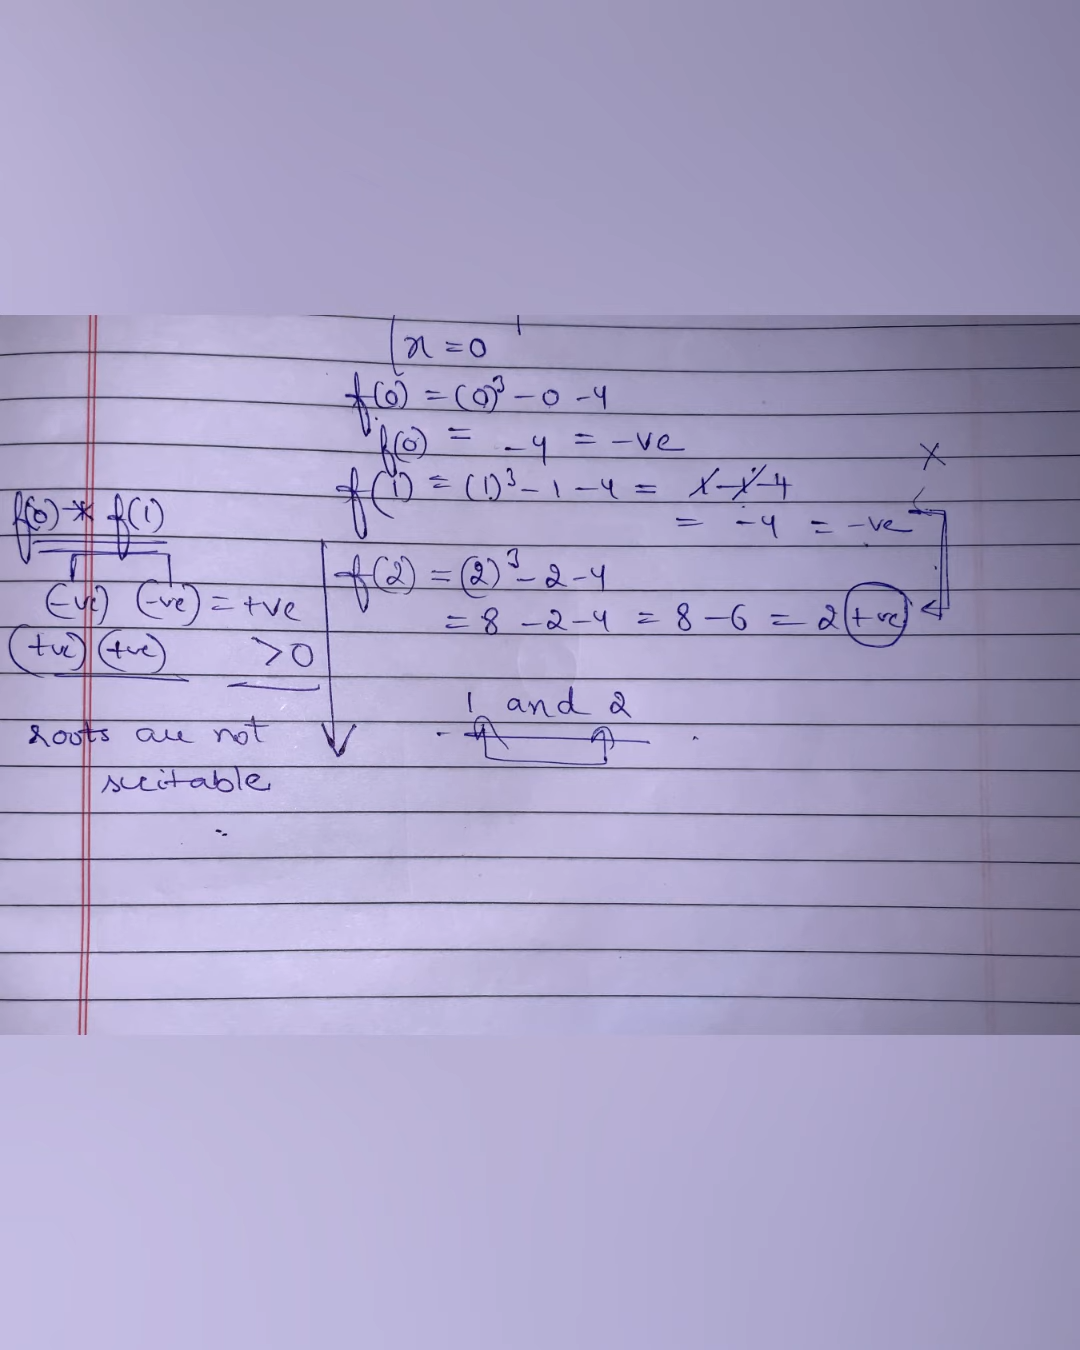 x = 0
f(0) = (0)³ - 0 - 4
f(0) = -4 = -ve
f(1) = (1)³ - 1 - 4 = 1 - 1 - 4
= -4 = -ve
f(2) = (2)³ - 2 - 4
= 8 - 2 - 4 = 8 - 6 = 2 +ve
1 and 2
f(0) * f(1)
(-ve) (-ve) = +ve
(+ve) (+ve) > 0
roots are not
suitable